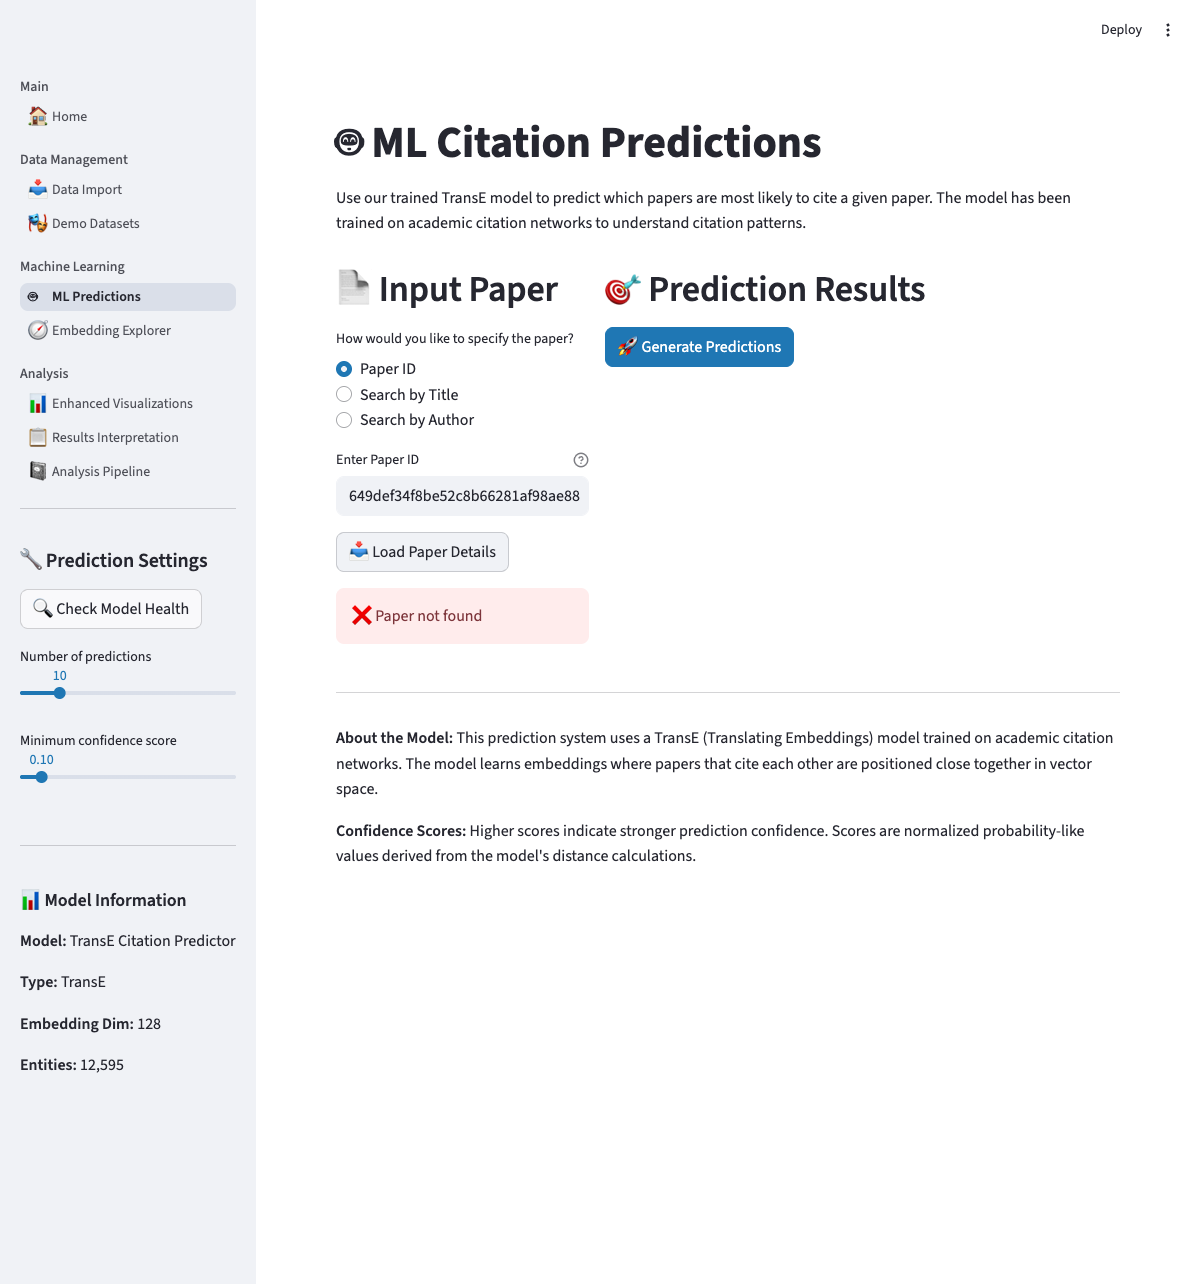 Deploy
Main
Home
Data Management
Data Import
Demo Datasets
Machine Learning
ML Predictions
Embedding Explorer
Analysis
Enhanced Visualizations
Results Interpretation
Analysis Pipeline
Prediction Settings
Check Model Health
Number of predictions
10
Minimum confidence score
0.10
Model Information
Model: TransE Citation Predictor
Type: TransE
Embedding Dim: 128
Entities: 12,595
ML Citation Predictions
Use our trained TransE model to predict which papers are most likely to cite a given paper. The model has been
trained on academic citation networks to understand citation patterns.
Input Paper
How would you like to specify the paper?
Paper ID
Search by Title
Search by Author
Enter Paper ID
649def34f8be52c8b66281af98ae88
Load Paper Details
Paper not found
Prediction Results
Generate Predictions
About the Model: This prediction system uses a TransE (Translating Embeddings) model trained on academic citation
networks. The model learns embeddings where papers that cite each other are positioned close together in vector
space.
Confidence Scores: Higher scores indicate stronger prediction confidence. Scores are normalized probability-like
values derived from the model's distance calculations.